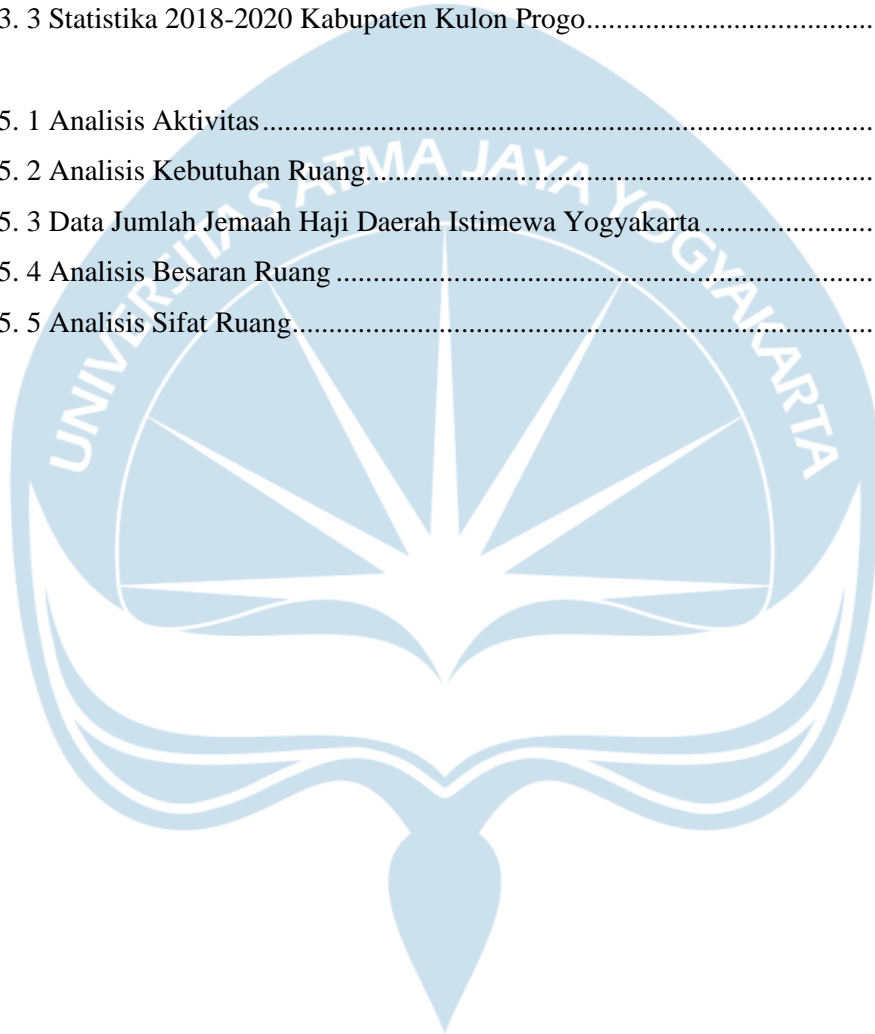 3. 3 Statistika 2018-2020 Kabupaten Kulon Progo..........................................
5. 1 Analisis Aktivitas...................................................................................
5. 2 Analisis Kebutuhan Ruang.....................................................................
5. 3 Data Jumlah Jemaah Haji Daerah Istimewa Yogyakarta.......................
5. 4 Analisis Besaran Ruang.........................................................................
5. 5 Analisis Sifat Ruang...............................................................................
UNIVERSITAS ATMA JAYA YOGYAKARTA